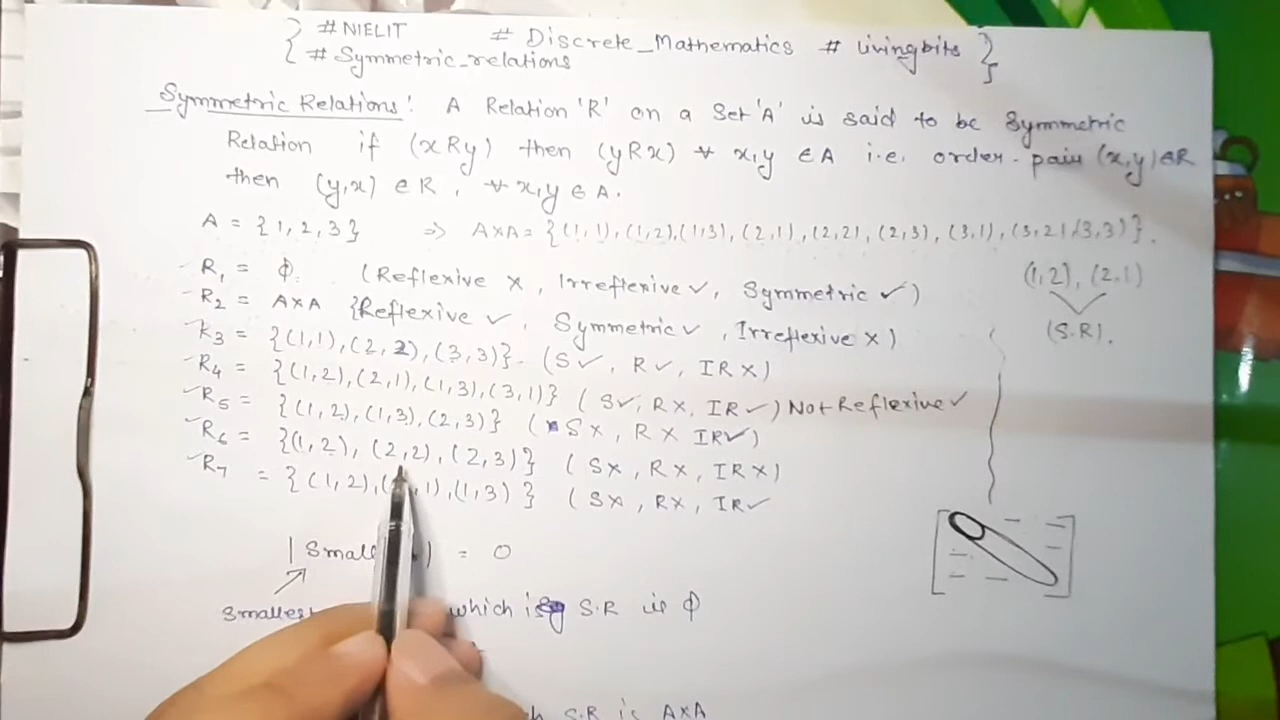 { #NIELIT # Discrete_Mathematics # Livingbits }
# Symmetric_relations
Symmetric Relations: A Relation 'R' on a Set 'A' is said to be Symmetric
Relation if (xRy) then (yRx) ∀ x,y ∈ A i.e. order-pair (x,y) ∈ R
then (y,x) ∈ R, ∀ x,y ∈ A.
A = {1,2,3} ⇒ A×A = {(1,1),(1,2),(1,3),(2,1),(2,2),(2,3),(3,1),(3,2),(3,3)}.
R1 = ϕ. (Reflexive ×, Irreflexive ✓, Symmetric ✓)
R2 = A×A {Reflexive ✓, Symmetric ✓, Irreflexive ×)
R3 = {(1,1),(2,2),(3,3)}. (S✓, R✓, IR×)
R4 = {(1,2),(2,1),(1,3),(3,1)} (S✓, R×, IR✓) Not Reflexive ✓
R5 = {(1,2),(1,3),(2,3)} (S×, R× IR✓)
R6 = {(1,2),(2,2),(2,3)} (S×, R×, IR×)
R7 = {(1,2),( ,1),(1,3)} (S×, R×, IR✓
(1,2), (2,1)
(S.R).
|Small ) = 0
Smallest which is S.R is ϕ
S.R is A×A